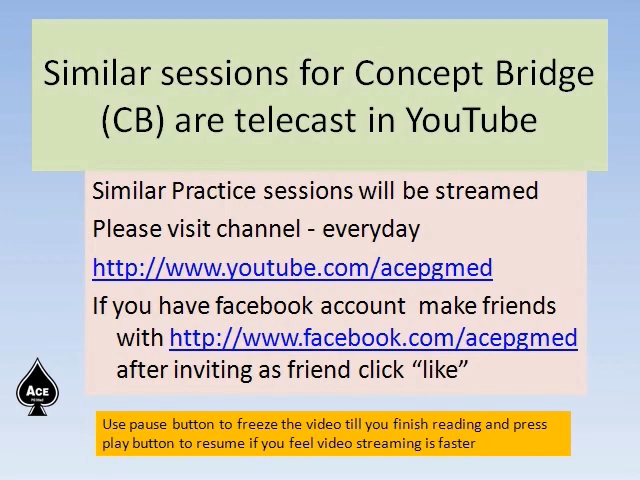 Similar sessions for Concept Bridge
(CB) are telecast in YouTube
Similar Practice sessions will be streamed
Please visit channel - everyday
http://www.youtube.com/acepgmed
If you have facebook account  make friends
with http://www.facebook.com/acepgmed
after inviting as friend click “like”
ACE
Use pause button to freeze the video till you finish reading and press
play button to resume if you feel video streaming is faster